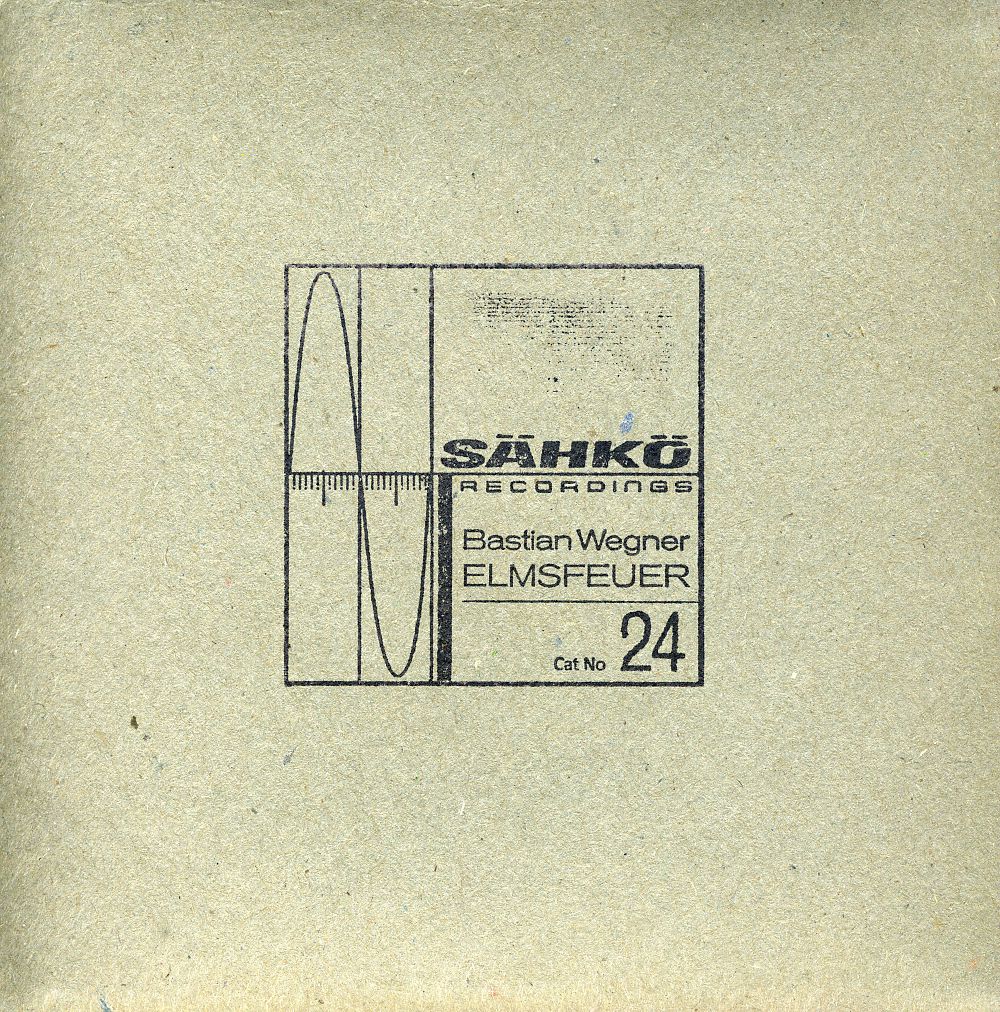 SÄHKÖ
RECORDINGS
Bastian Wegner
ELMSFEUER
Cat No 24